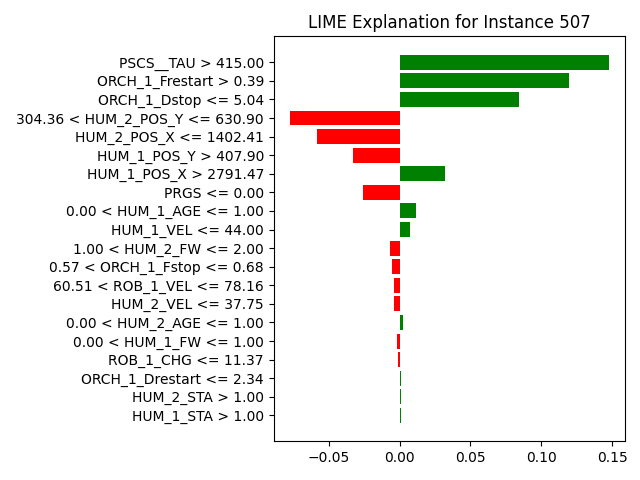 LIME Explanation for Instance 507
PSCS__TAU > 415.00
ORCH_1_Frestart > 0.39
ORCH_1_Dstop <= 5.04
304.36 < HUM_2_POS_Y <= 630.90
HUM_2_POS_X <= 1402.41
HUM_1_POS_Y > 407.90
HUM_1_POS_X > 2791.47
PRGS <= 0.00
0.00 < HUM_1_AGE <= 1.00
HUM_1_VEL <= 44.00
1.00 < HUM_2_FW <= 2.00
0.57 < ORCH_1_Fstop <= 0.68
60.51 < ROB_1_VEL <= 78.16
HUM_2_VEL <= 37.75
0.00 < HUM_2_AGE <= 1.00
0.00 < HUM_1_FW <= 1.00
ROB_1_CHG <= 11.37
ORCH_1_Drestart <= 2.34
HUM_2_STA > 1.00
HUM_1_STA > 1.00
−0.05 0.00 0.05 0.10 0.15